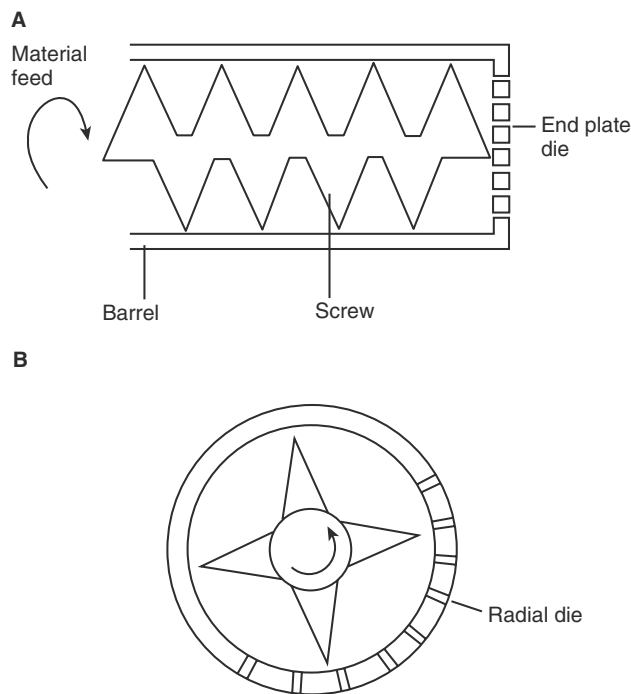 A
Material
feed
End plate
die
Barrel
Screw
B
Radial die